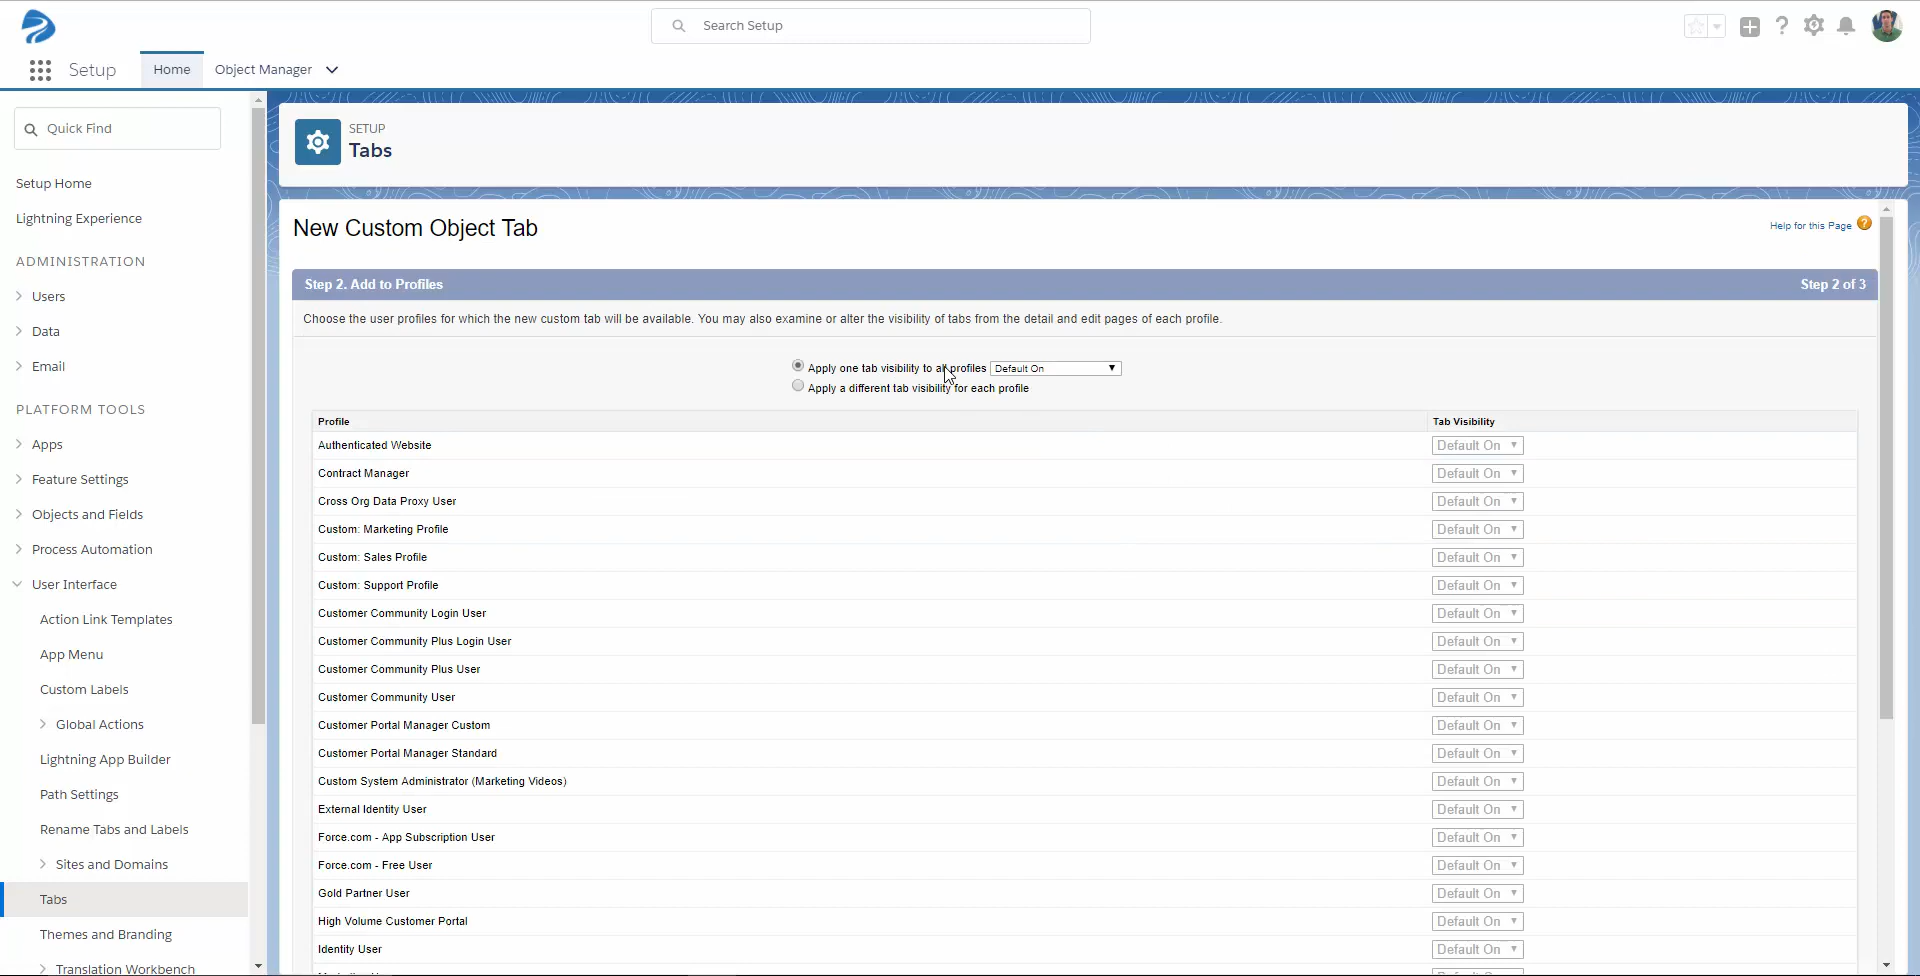 Search Setup
Setup
Home
Object Manager
Quick Find
Setup Home
Lightning Experience
ADMINISTRATION
Users
Data
Email
PLATFORM TOOLS
Apps
Feature Settings
Objects and Fields
Process Automation
User Interface
Action Link Templates
App Menu
Custom Labels
Global Actions
Lightning App Builder
Path Settings
Rename Tabs and Labels
Sites and Domains
Tabs
Themes and Branding
Translation Workbench
SETUP
Tabs
New Custom Object Tab
Help for this Page ?
Step 2. Add to Profiles
Step 2 of 3
Choose the user profiles for which the new custom tab will be available. You may also examine or alter the visibility of tabs from the detail and edit pages of each profile.
Apply one tab visibility to all profiles Default On
Apply a different tab visibility for each profile
Profile Tab Visibility
Authenticated Website Default On
Contract Manager Default On
Cross Org Data Proxy User Default On
Custom: Marketing Profile Default On
Custom: Sales Profile Default On
Custom: Support Profile Default On
Customer Community Login User Default On
Customer Community Plus Login User Default On
Customer Community Plus User Default On
Customer Community User Default On
Customer Portal Manager Custom Default On
Customer Portal Manager Standard Default On
Custom System Administrator (Marketing Videos) Default On
External Identity User Default On
Force.com - App Subscription User Default On
Force.com - Free User Default On
Gold Partner User Default On
High Volume Customer Portal Default On
Identity User Default On